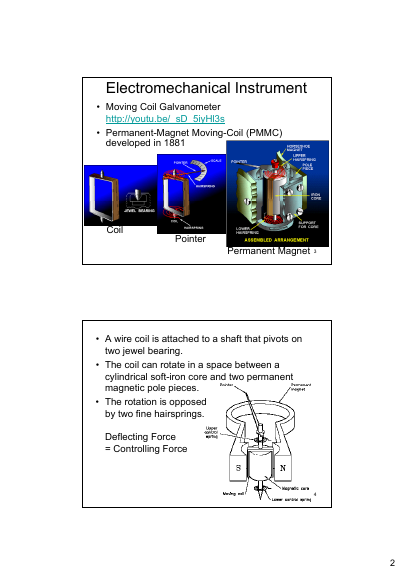 Electromechanical Instrument
• Moving Coil Galvanometer
http://youtu.be/_sD_5iyHl3s
• Permanent-Magnet Moving-Coil (PMMC)
developed in 1881
JEWEL BEARING
Coil
POINTER
SCALE
HAIRSPRING
COIL
HAIRSPRING
Pointer
HORSESHOE
MAGNET
UPPER
HAIRSPRING
POLE
PIECE
POINTER
IRON
CORE
SUPPORT
FOR CORE
LOWER
HAIRSPRING
ASSEMBLED ARRANGEMENT
Permanent Magnet
3
• A wire coil is attached to a shaft that pivots on
two jewel bearing.
• The coil can rotate in a space between a
cylindrical soft-iron core and two permanent
magnetic pole pieces.
• The rotation is opposed
by two fine hairsprings.
Deflecting Force
= Controlling Force
Pointer
Permanent
magnet
Upper
control
spring
S
N
Moving coil
Magnetic core
Lower control spring
4
2